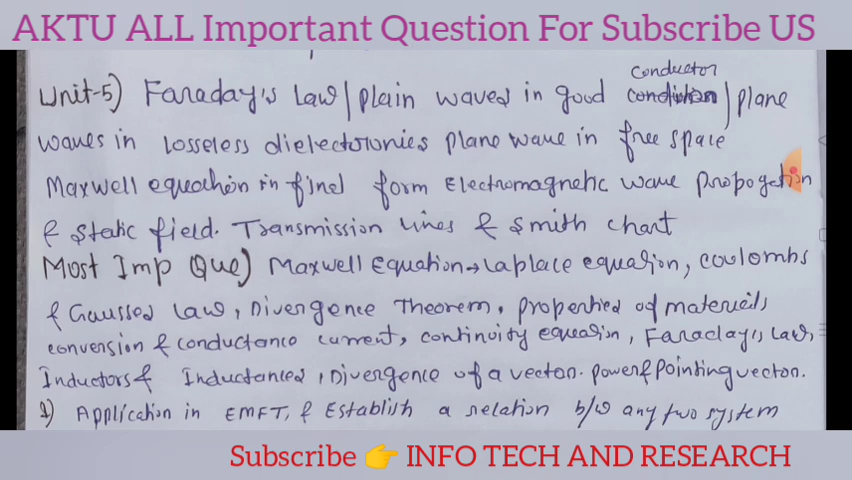 AKTU ALL Important Question For Subscribe US
Unit-5) Faraday's Law | plain waves in good conductor | plane
waves in Losseless dielectoronics plane wave in free space
Maxwell equation in final form Electromagnetic wave propogation
& static field. Transmission lines & smith chart
Most Imp Que) Maxwell Equation → Laplace equation, coulombs
& Gausses Law, Divergence Theorem, properties of materials,
conversion & conductance current, continuity equation, Faraday's Law,
Inductors & Inductances, Divergence of a vector. power & pointing vector.
1) Application in EMFT, & Establish a relation b/w any two system
Subscribe 👉 INFO TECH AND RESEARCH